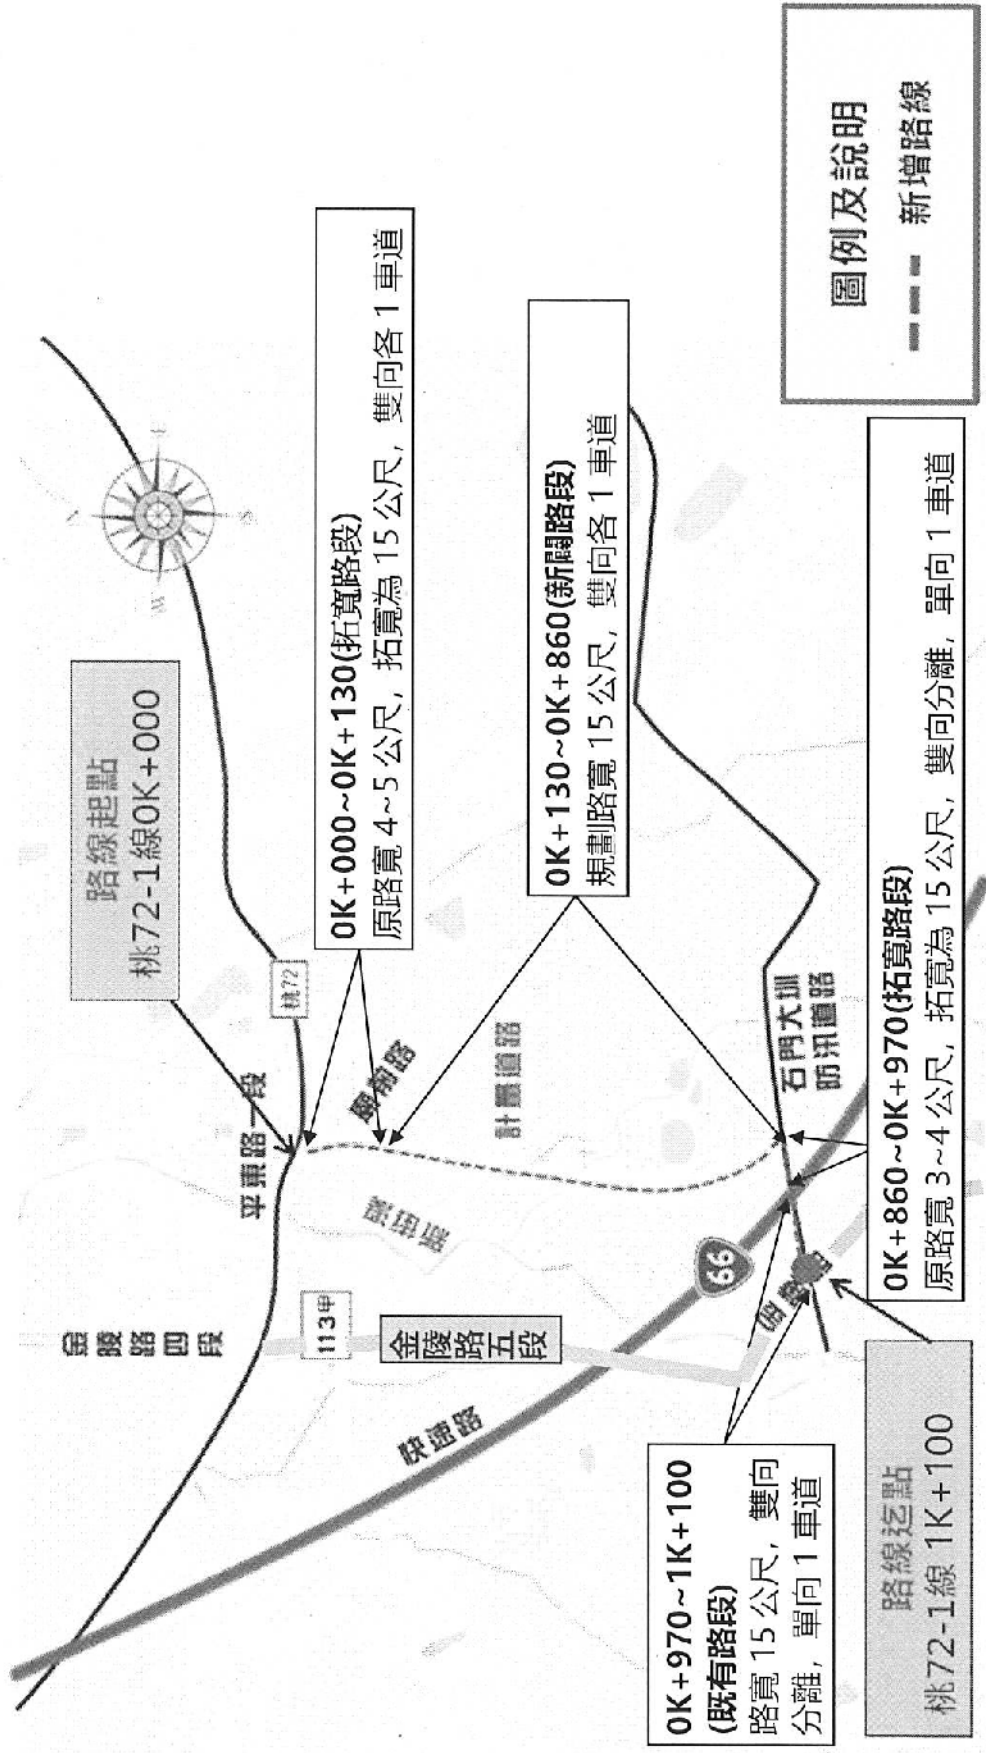 路線起點
桃72-1線0K+000
N
E
S
W
0K+000~0K+130(拓寬路段)
原路寬 4~5 公尺，拓寬為 15 公尺，雙向各 1 車道
金陵路四段
平東路一段
桃72
113甲
金陵路五段
新街溪
廟前路
計畫道路
0K+130~0K+860(新闢路段)
規劃路寬 15 公尺，雙向各 1 車道
快速路
66
石門大圳
防汛道路
0K+970~1K+100
(既有路段)
路寬 15 公尺，雙向
分離，單向 1 車道
0K+860~0K+970(拓寬路段)
原路寬 3~4 公尺，拓寬為 15 公尺，雙向分離，單向 1 車道
路線迄點
桃72-1線 1K+100
圖例及說明
新增路線